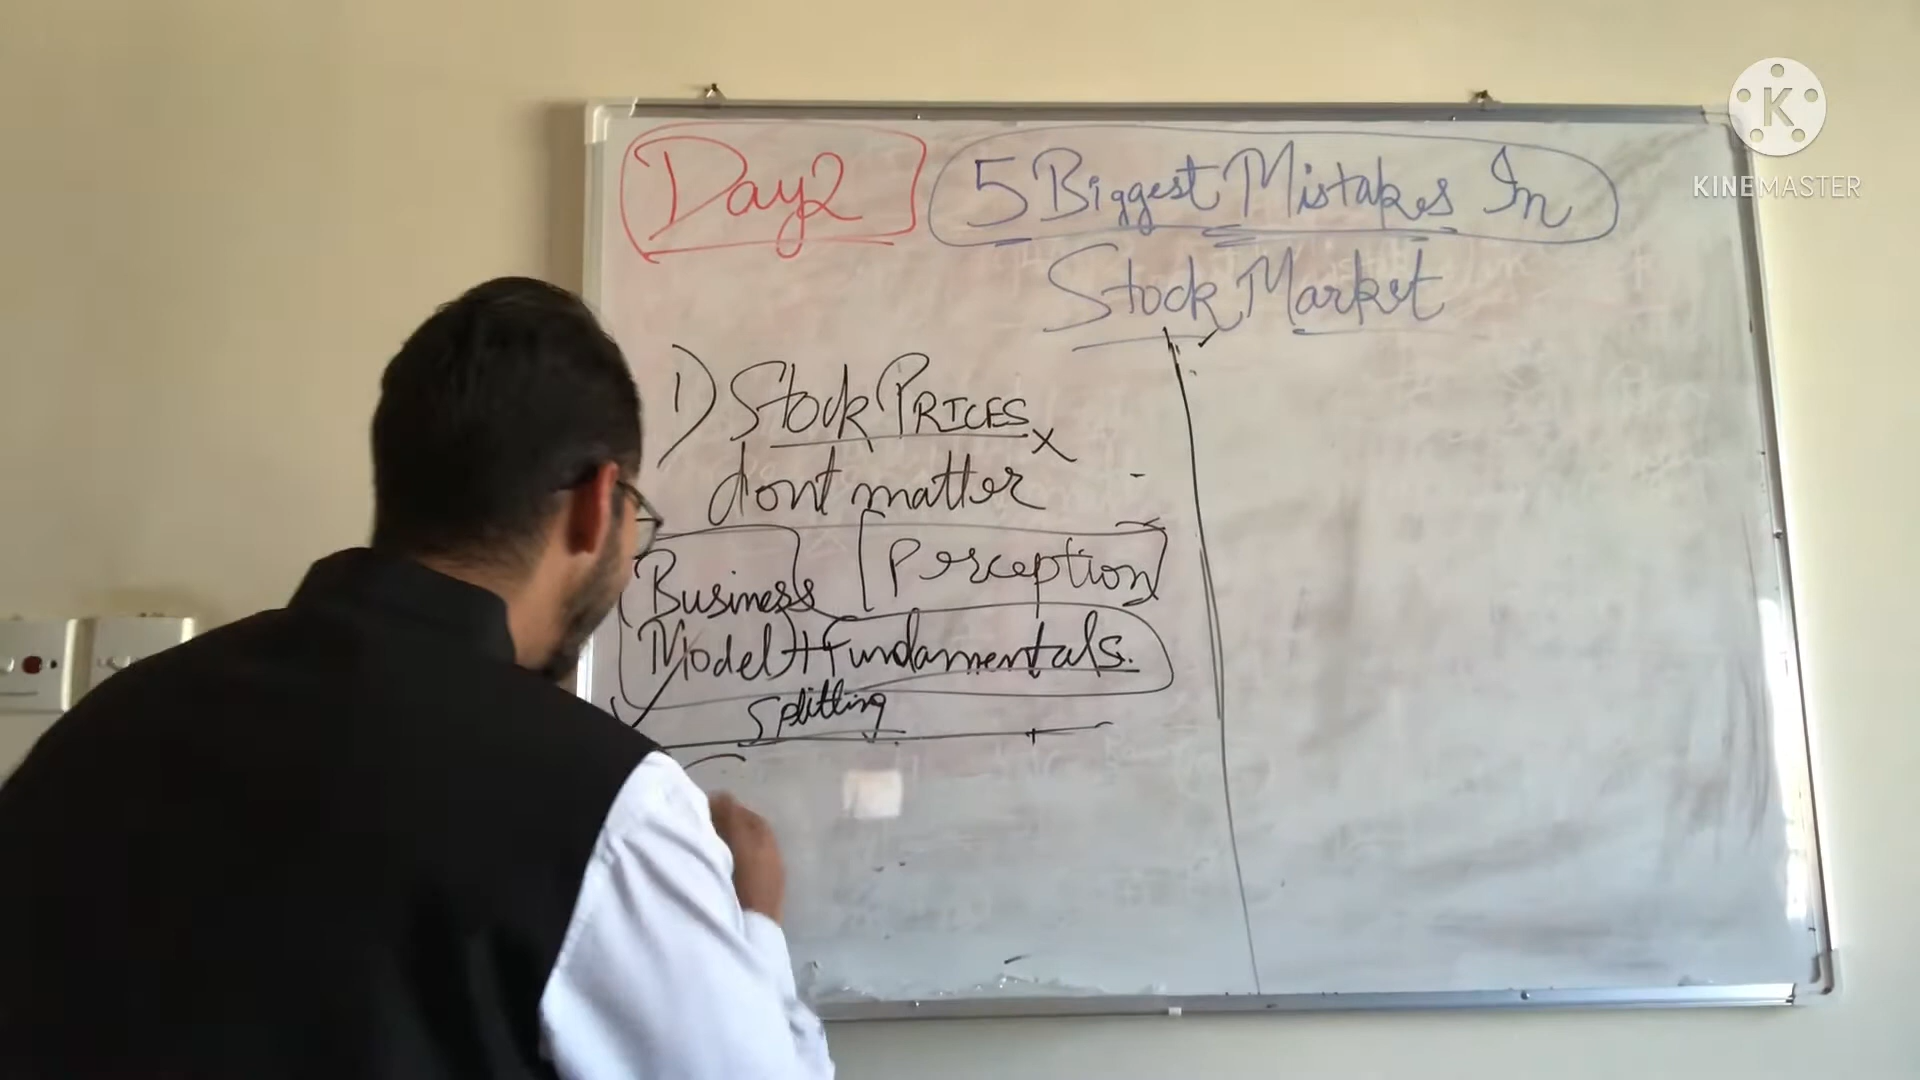 Day2 5 Biggest Mistakes In
Stock Market
1) Stock PRICES x
dont matter
Perception
Business
Model + Fundamentals.
Splitting
K
KINEMASTER